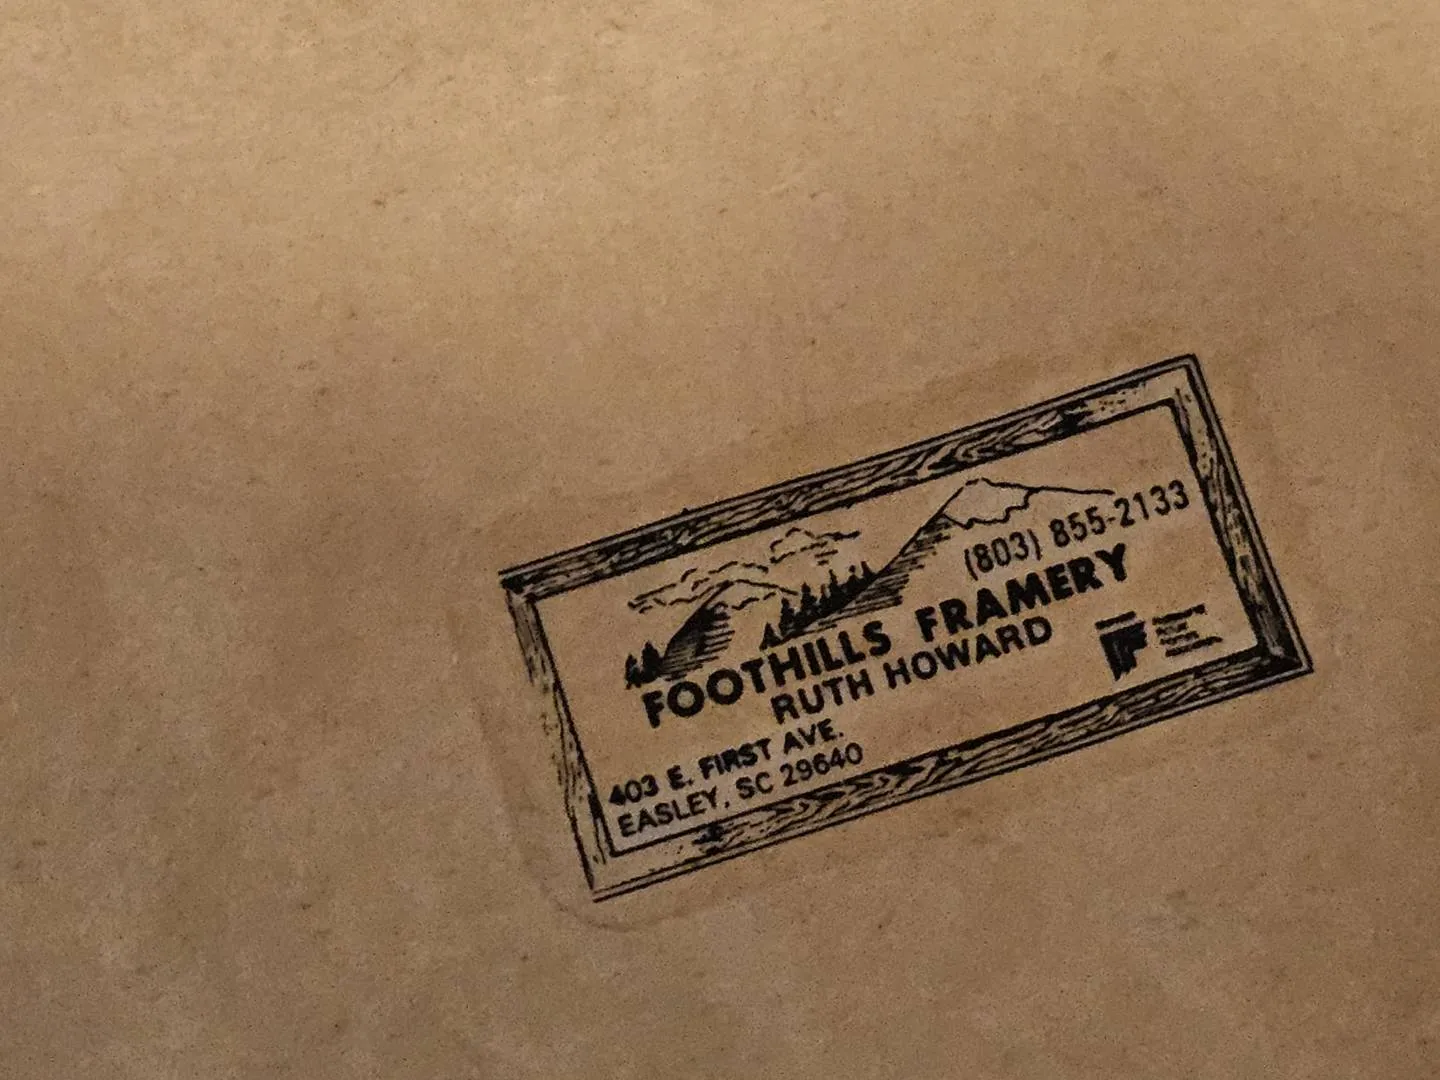 (803) 855-2133
FOOTHILLS FRAMERY
RUTH HOWARD
403 E. FIRST AVE.
EASLEY, SC 29640